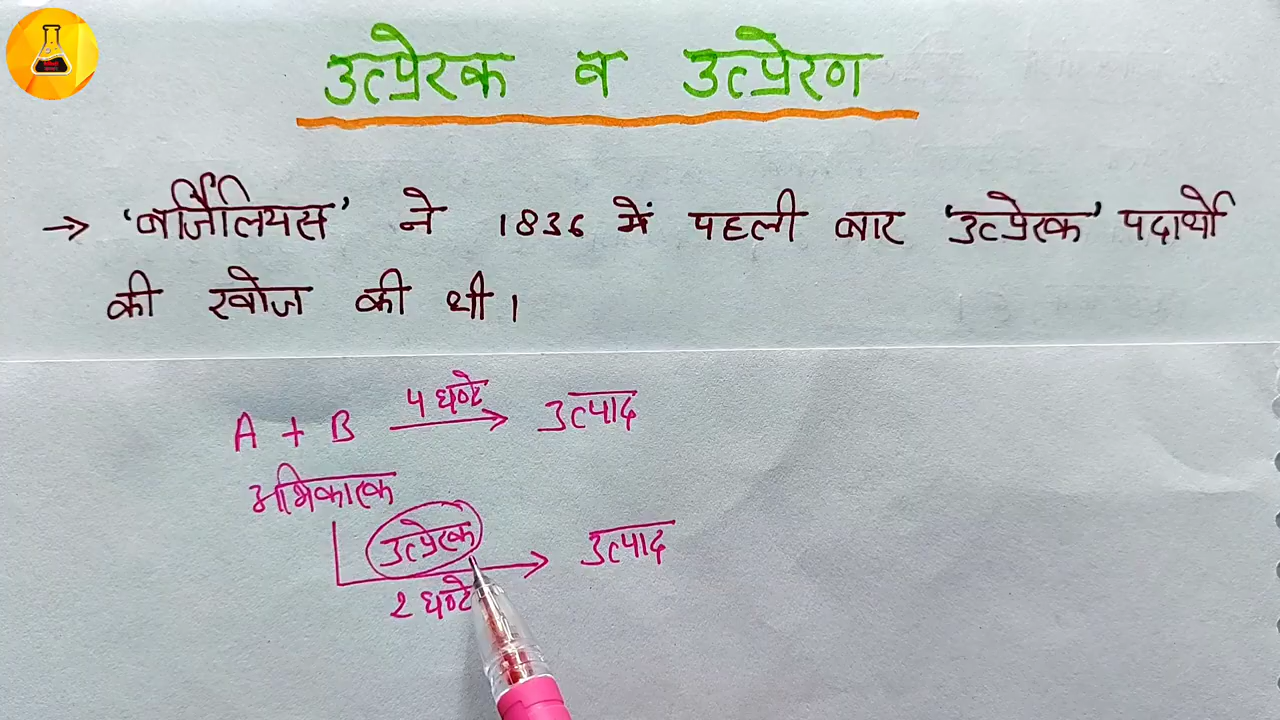 उत्प्रेरक व उत्प्रेरण
→ 'बर्जिलियस' ने 1836 में पहली बार 'उत्प्रेरक' पदार्थो
की खोज की थी।
A + B 4 घण्टे → उत्पाद
अभिकारक
उत्प्रेरक → उत्पाद
2 घण्टे